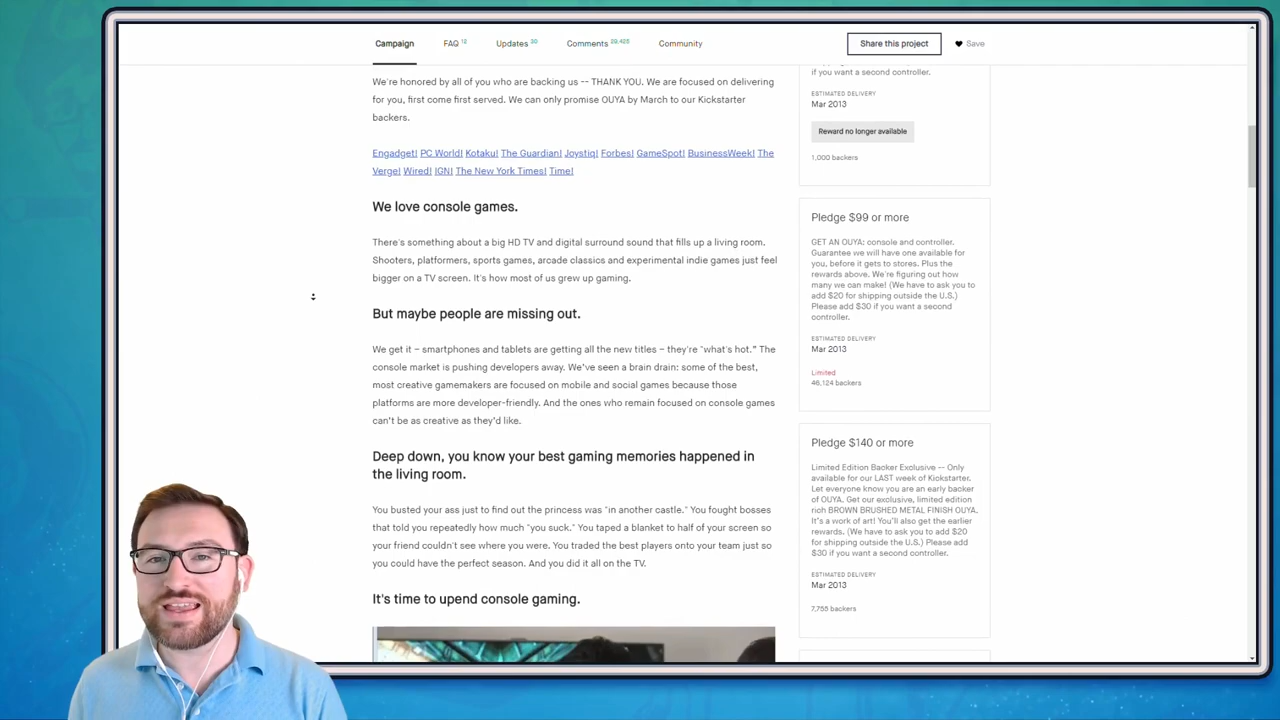 Campaign
FAQ 12
Updates 30
Comments 29,425
Community
Share this project
Save
We're honored by all of you who are backing us -- THANK YOU. We are focused on delivering
for you, first come first served. We can only promise OUYA by March to our Kickstarter
backers.
Engadget! PC World! Kotaku! The Guardian! Joystiq! Forbes! GameSpot! BusinessWeek! The
Verge! Wired! IGN! The New York Times! Time!
We love console games.
There's something about a big HD TV and digital surround sound that fills up a living room.
Shooters, platformers, sports games, arcade classics and experimental indie games just feel
bigger on a TV screen. It's how most of us grew up gaming.
But maybe people are missing out.
We get it – smartphones and tablets are getting all the new titles – they're "what's hot." The
console market is pushing developers away. We've seen a brain drain: some of the best,
most creative gamemakers are focused on mobile and social games because those
platforms are more developer-friendly. And the ones who remain focused on console games
can't be as creative as they'd like.
Deep down, you know your best gaming memories happened in
the living room.
You busted your ass just to find out the princess was "in another castle." You fought bosses
that told you repeatedly how much "you suck." You taped a blanket to half of your screen so
your friend couldn't see where you were. You traded the best players onto your team just so
you could have the perfect season. And you did it all on the TV.
It's time to upend console gaming.
if you want a second controller.
ESTIMATED DELIVERY
Mar 2013
Reward no longer available
1,000 backers
Pledge $99 or more
GET AN OUYA: console and controller.
Guarantee we will have one available for
you, before it gets to stores. Plus the
rewards above. We're figuring out how
many we can make! (We have to ask you to
add $20 for shipping outside the U.S.)
Please add $30 if you want a second
controller.
ESTIMATED DELIVERY
Mar 2013
Limited
46,124 backers
Pledge $140 or more
Limited Edition Backer Exclusive -- Only
available for our LAST week of Kickstarter.
Let everyone know you are an early backer
of OUYA. Get our exclusive, limited edition
rich BROWN BRUSHED METAL FINISH OUYA.
It's a work of art! You'll also get the earlier
rewards. (We have to ask you to add $20
for shipping outside the U.S.) Please add
$30 if you want a second controller.
ESTIMATED DELIVERY
Mar 2013
7,755 backers